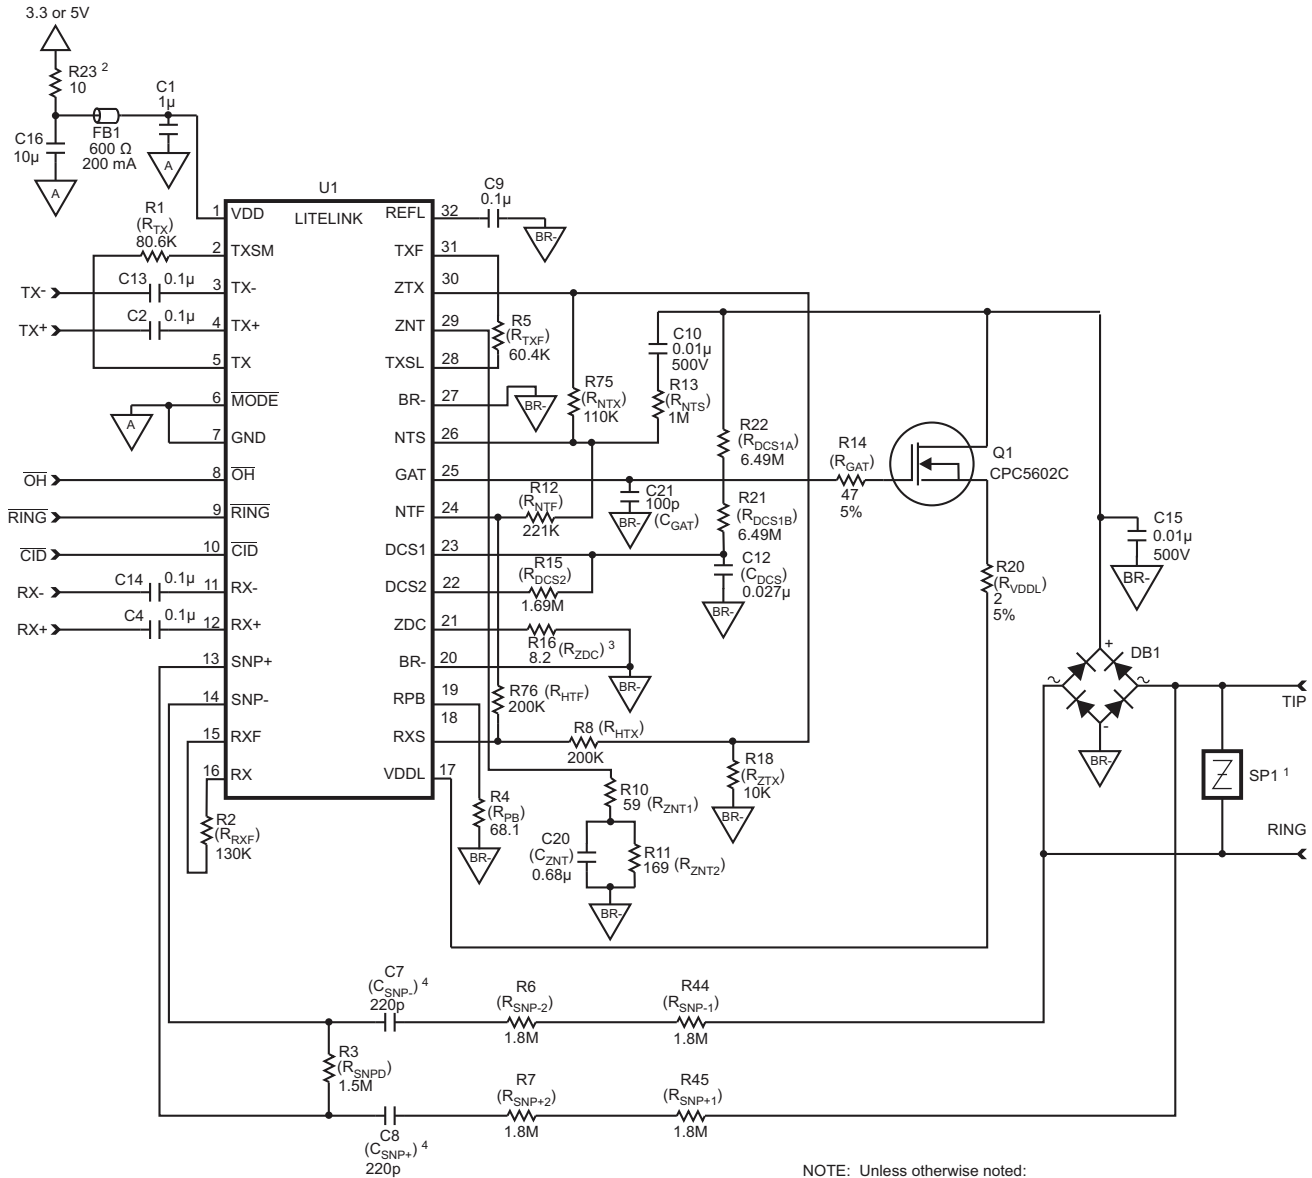 3.3 or 5V
R23 2
10
C1
1µ
C16
10µ
FB1
600 Ω
200 mA
A
A
R1
(RTX)
80.6K
TX-
C13 0.1µ
TX+
C2 0.1µ
A
OH
RING
CID
RX-
C14 0.1µ
RX+
C4 0.1µ
U1
LITELINK
1 VDD
2 TXSM
3 TX-
4 TX+
5 TX
6 MODE
7 GND
8 OH
9 RING
10 CID
11 RX-
12 RX+
13 SNP+
14 SNP-
15 RXF
16 RX
REFL 32
TXF 31
ZTX 30
ZNT 29
TXSL 28
BR- 27
NTS 26
GAT 25
NTF 24
DCS1 23
DCS2 22
ZDC 21
BR- 20
RPB 19
RXS 18
VDDL 17
R2
(RRXF)
130K
C9
0.1µ
BR-
R5
(RTXF)
60.4K
BR-
R75
(RNTX)
110K
C10
0.01µ
500V
R13
(RNTS)
1M
R22
(RDCS1A)
6.49M
R21
(RDCS1B)
6.49M
R14
(RGAT)
47
5%
Q1
CPC5602C
R12
(RNTF)
221K
C21
100p
(CGAT)
BR-
R15
(RDCS2)
1.69M
C12
(CDCS)
0.027µ
BR-
R16 (RZDC) 3
8.2
BR-
R76 (RHTF)
200K
R8 (RHTX)
200K
R18
(RZTX)
10K
BR-
R4
(RPB)
68.1
BR-
R10
59 (RZNT1)
C20
(CZNT)
0.68µ
R11
169 (RZNT2)
BR-
R20
(RVDDL)
2
5%
C15
0.01µ
500V
BR-
DB1
+
~
~
-
BR-
TIP
SP1 1
RING
C7
(CSNP-) 4
220p
R6
(RSNP-2)
1.8M
R44
(RSNP-1)
1.8M
R3
(RSNPD)
1.5M
R7
(RSNP+2)
1.8M
R45
(RSNP+1)
1.8M
C8
(CSNP+) 4
220p
NOTE: Unless otherwise noted: